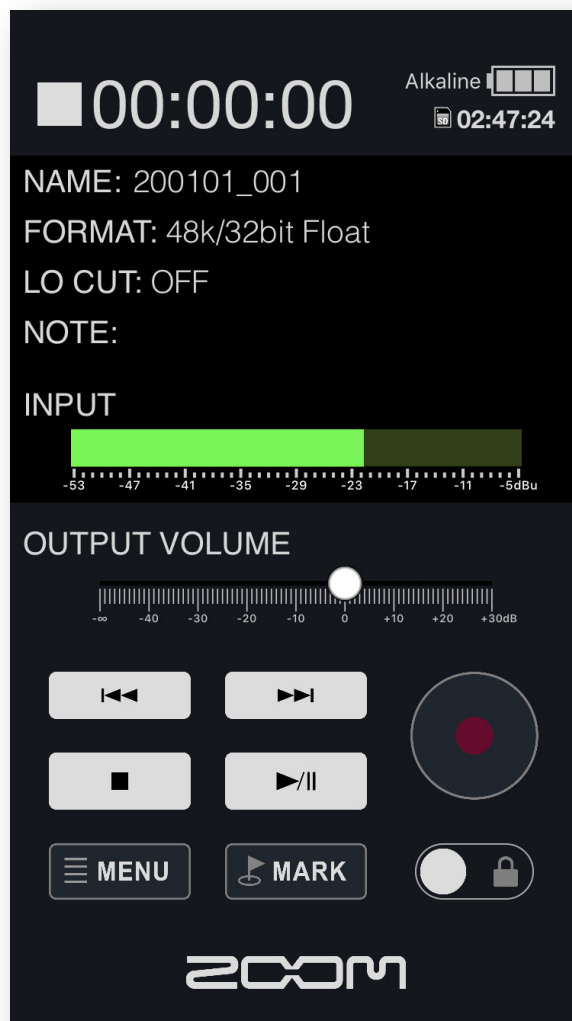 00:00:00
Alkaline
SD 02:47:24
NAME: 200101_001
FORMAT: 48k/32bit Float
LO CUT: OFF
NOTE:
INPUT
-53 -47 -41 -35 -29 -23 -17 -11 -5dBu
OUTPUT VOLUME
-∞ -40 -30 -20 -10 0 +10 +20 +30dB
MENU
MARK
ZOOM